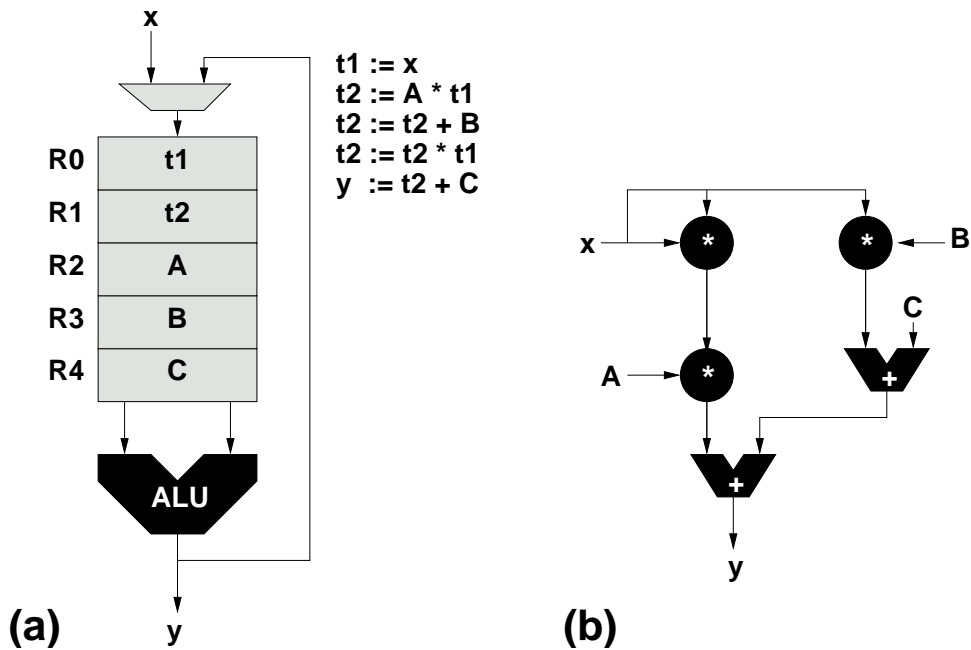 x
t1 := x
t2 := A * t1
t2 := t2 + B
t2 := t2 * t1
y := t2 + C
R0 t1
R1 t2
R2 A
R3 B
R4 C
ALU
y
(a)
x * * B
C
A * +
+
y
(b)